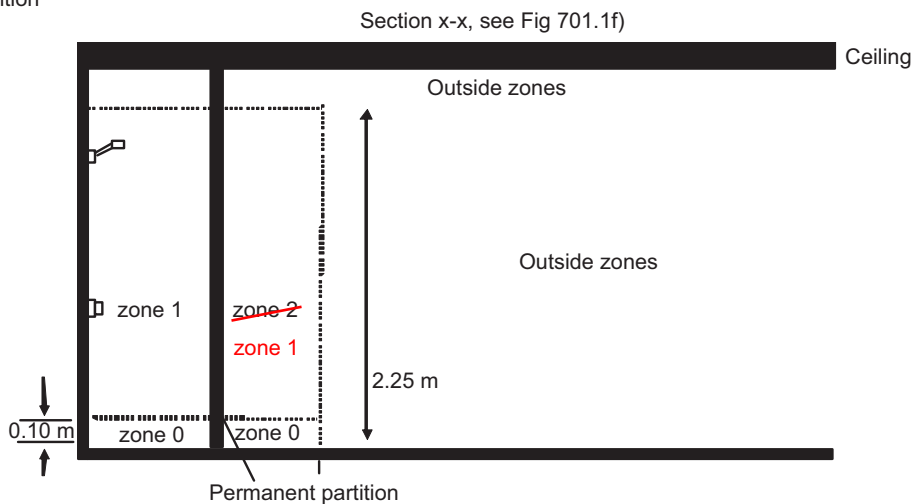 Section x-x, see Fig 701.1f)
Ceiling
Outside zones
Outside zones
zone 1
zone 2
zone 1
2.25 m
0.10 m
zone 0
zone 0
Permanent partition